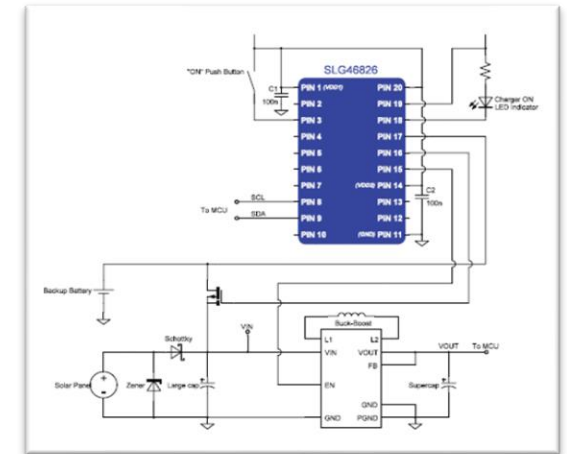 SLG46826
"ON" Push Button
C1
100n
PIN 1 (VDD1)
PIN 2
PIN 3
PIN 4
PIN 5
PIN 6
PIN 7
PIN 8
PIN 9
PIN 10
PIN 20
PIN 19
PIN 18
PIN 17
PIN 16
PIN 15
(VDD2) PIN 14
PIN 13
PIN 12
(GND) PIN 11
Charger ON
LED Indicator
C2
100n
To MCU
SCL
SDA
Backup Battery
Schottky
VIN
Solar Panel
Zener
Large cap
Buck-Boost
L1
L2
VIN
VOUT
FB
EN
GND
GND
PGND
VOUT
To MCU
Supercap